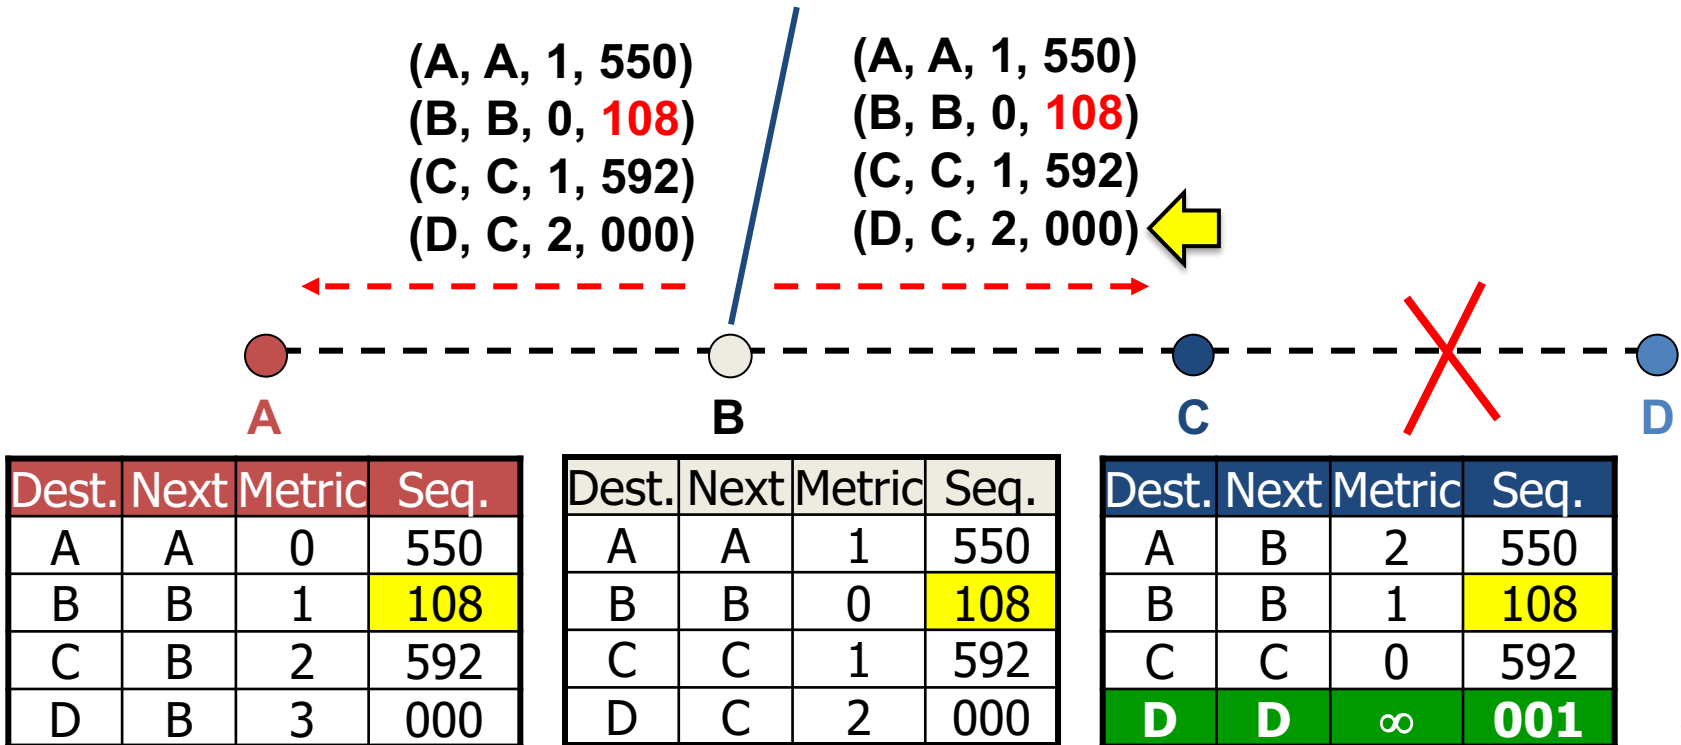 (A, A, 1, 550)
(B, B, 0, 108)
(C, C, 1, 592)
(D, C, 2, 000)
(A, A, 1, 550)
(B, B, 0, 108)
(C, C, 1, 592)
(D, C, 2, 000)
A B C D
Dest. Next Metric Seq.
A A 0 550
B B 1 108
C B 2 592
D B 3 000
Dest. Next Metric Seq.
A A 1 550
B B 0 108
C C 1 592
D C 2 000
Dest. Next Metric Seq.
A B 2 550
B B 1 108
C C 0 592
D D ∞ 001